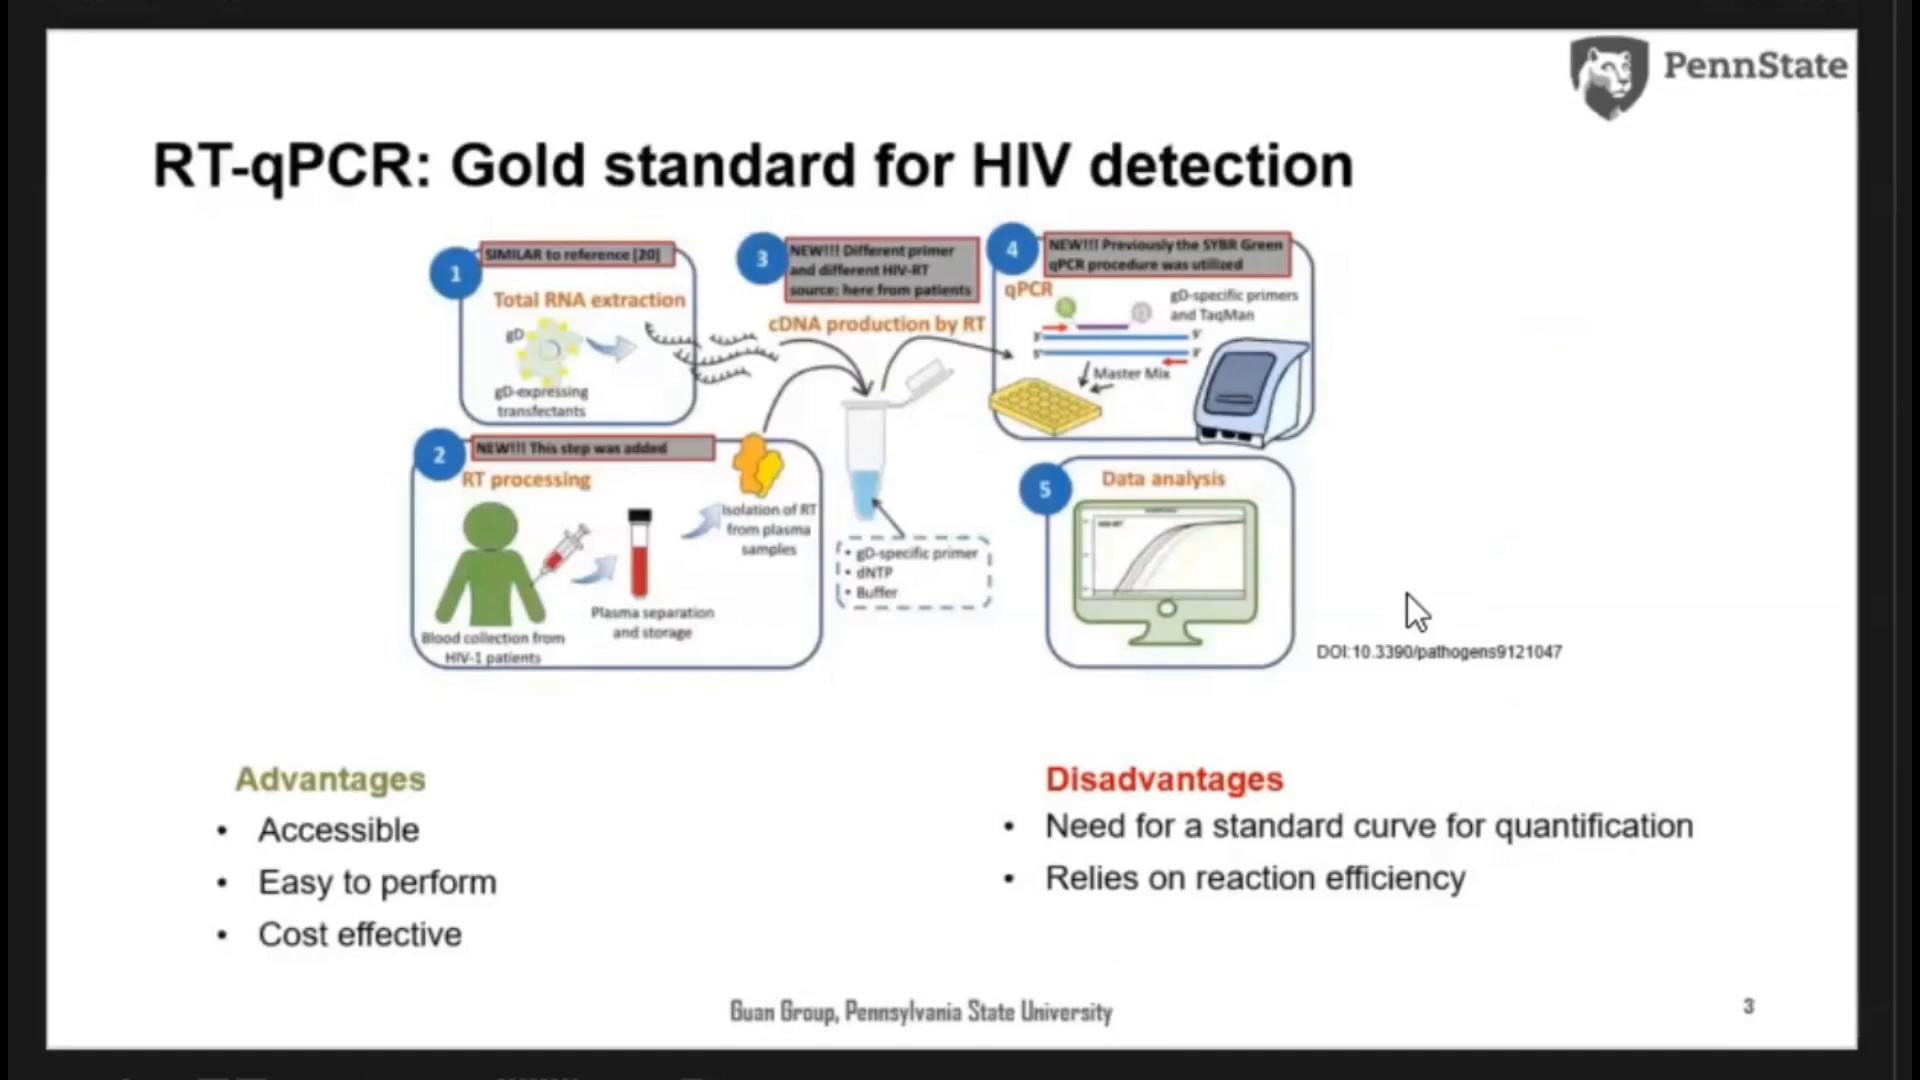 PennState
RT-qPCR: Gold standard for HIV detection
1
SIMILAR to reference [20]
Total RNA extraction
gD
gD-expressing
transfectants
2
NEW!!! This step was added
RT processing
Blood collection from
HIV-1 patients
Plasma separation
and storage
Isolation of RT
from plasma
samples
3
NEW!!! Different primer
and different HIV-RT
source: here from patients
cDNA production by RT
• gD-specific primer
• dNTP
• Buffer
4
NEW!!! Previously the SYBR Green
qPCR procedure was utilized
qPCR
gD-specific primers
and TaqMan
Master Mix
5
Data analysis
DOI:10.3390/pathogens9121047
Advantages
• Accessible
• Easy to perform
• Cost effective
Disadvantages
• Need for a standard curve for quantification
• Relies on reaction efficiency
Guan Group, Pennsylvania State University
3